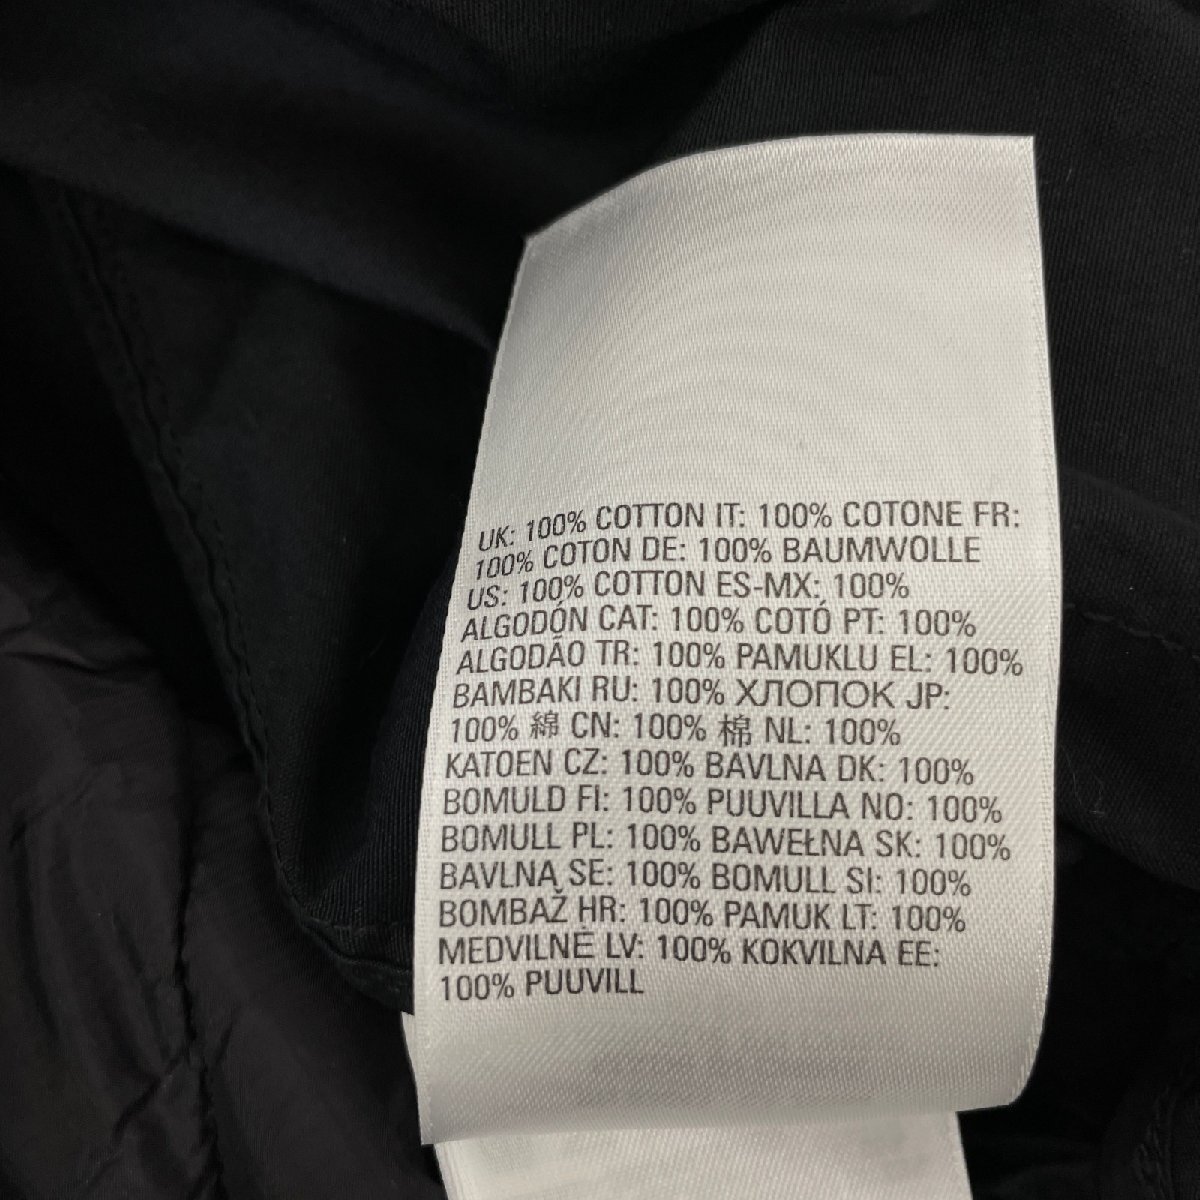 UK: 100% COTTON IT: 100% COTONE FR:
100% COTON DE: 100% BAUMWOLLE
US: 100% COTTON ES-MX: 100%
ALGODÓN CAT: 100% COTÓ PT: 100%
ALGODÃO TR: 100% PAMUKLU EL: 100%
BAMBAKI RU: 100% ХЛОПОК JP:
100% 綿 CN: 100% 棉 NL: 100%
KATOEN CZ: 100% BAVLNA DK: 100%
BOMULD FI: 100% PUUVILLA NO: 100%
BOMULL PL: 100% BAWEŁNA SK: 100%
BAVLNA SE: 100% BOMULL SI: 100%
BOMBAŽ HR: 100% PAMUK LT: 100%
MEDVILNĖ LV: 100% KOKVILNA EE:
100% PUUVILL